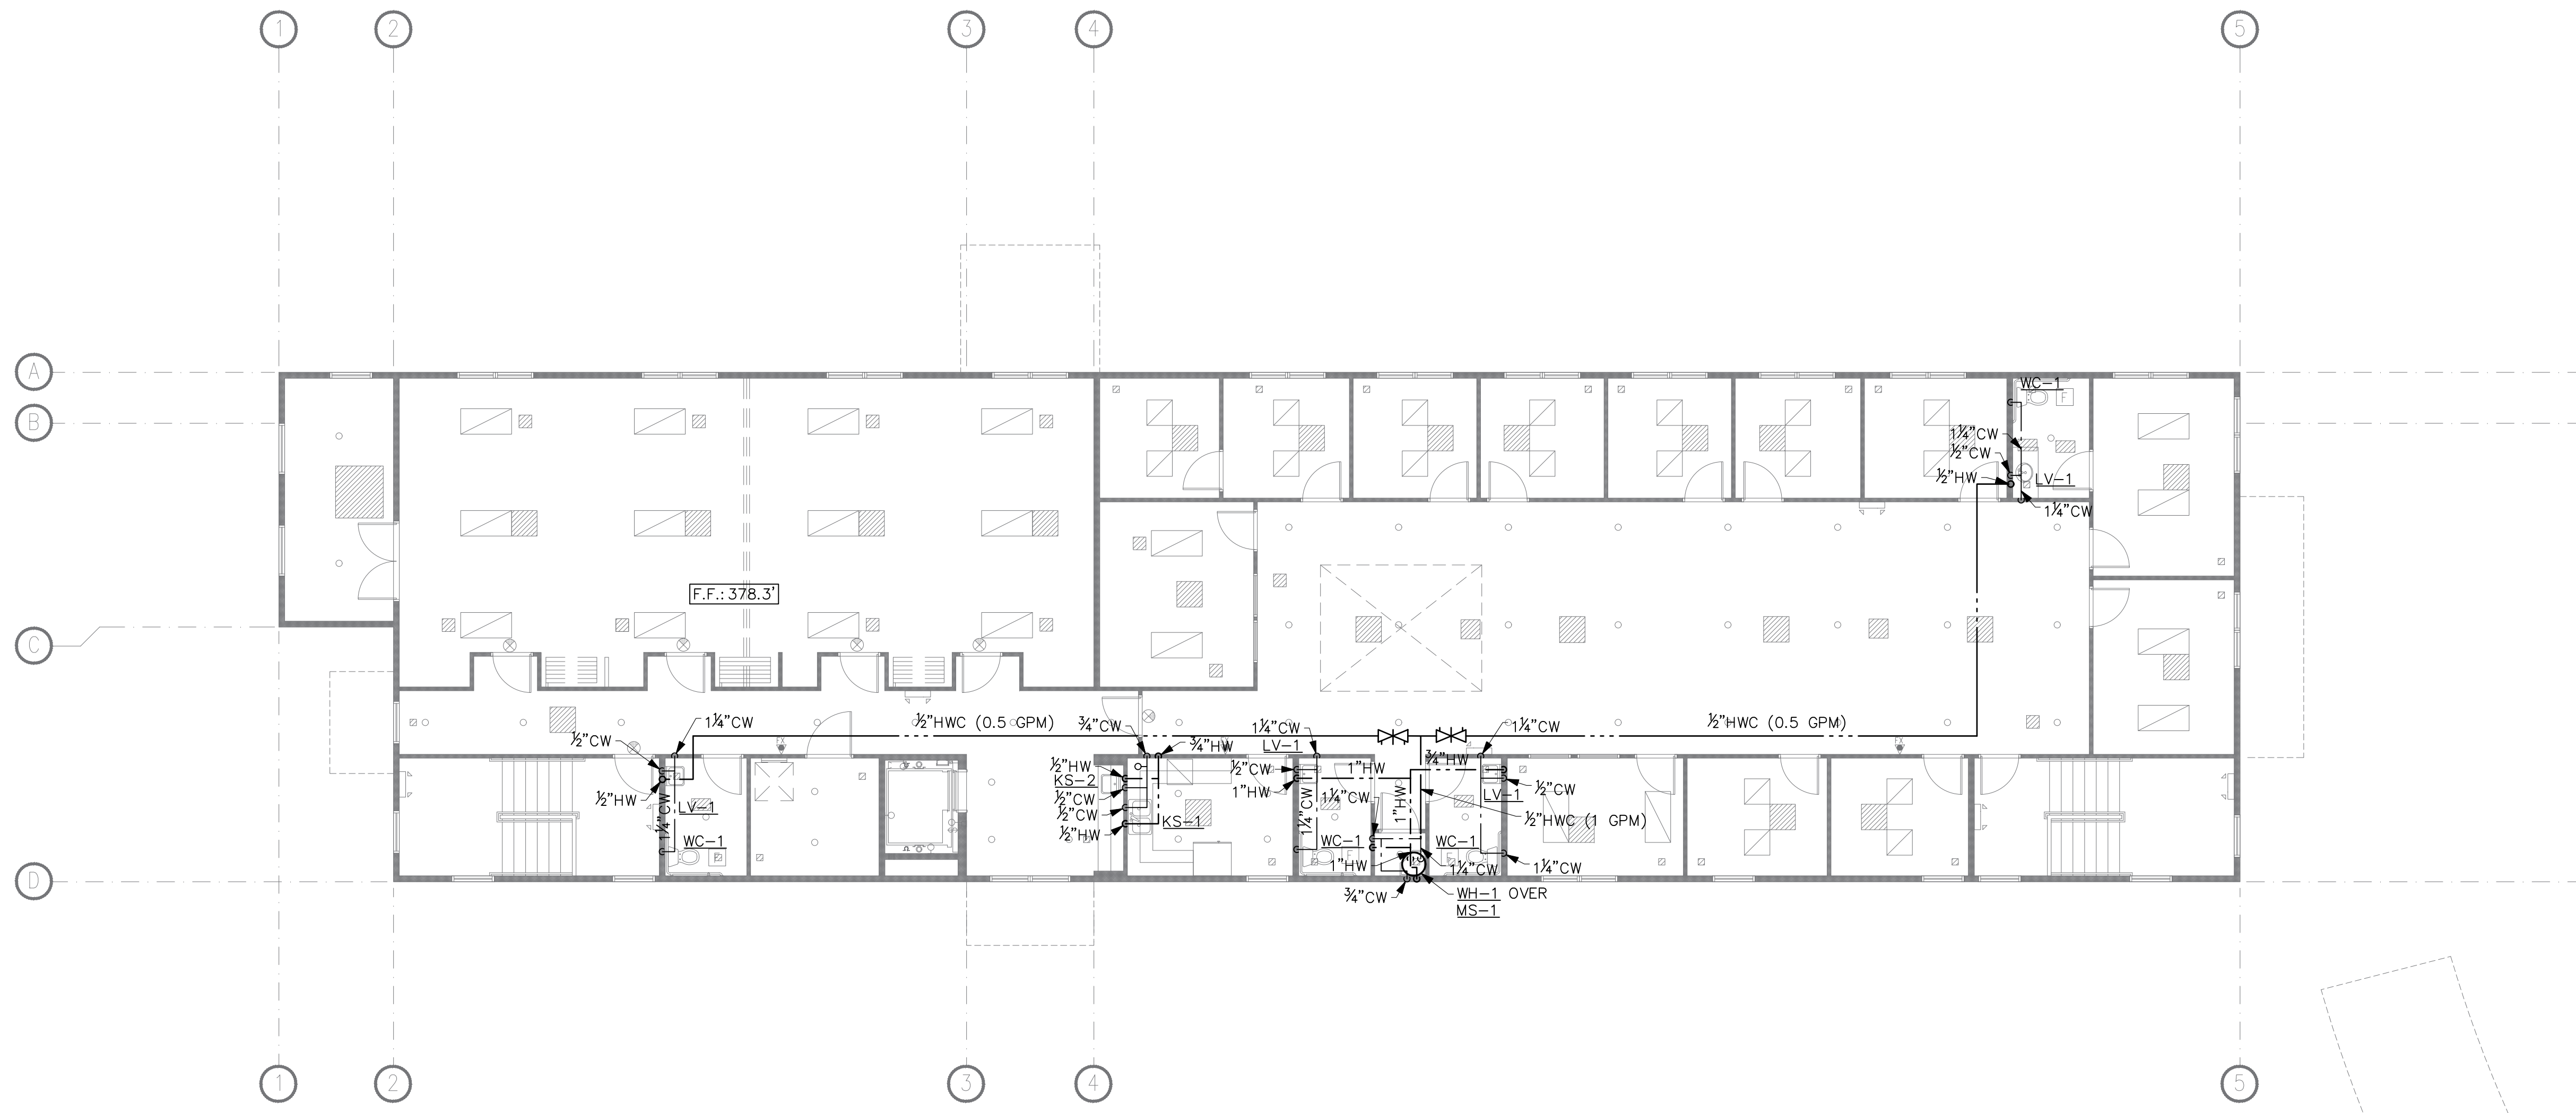 1
2
3
4
5
A
B
C
D
WC-1
1¼"CW
½"CW
½"HW
LV-1
1¼"CW
F
F.F.: 378.3'
½"CW
1¼"CW
½"HWC (0.5 GPM)
¾"CW
¾"HW
1¼"CW
LV-1
1¼"CW
½"HWC (0.5 GPM)
½"HW
LV-1
1¼"CW
WC-1
F
½"HW
KS-2
½"CW
½"CW
½"HW
KS-1
½"CW
1"HW
1"HW
1¼"CW
1¼"CW
1"HW
¾"HW
LV-1
½"CW
½"HWC (1 GPM)
WC-1
WC-1
F
F
1"HW
1¼"CW
1¼"CW
¾"CW
WH-1 OVER
MS-1
1
2
3
4
5